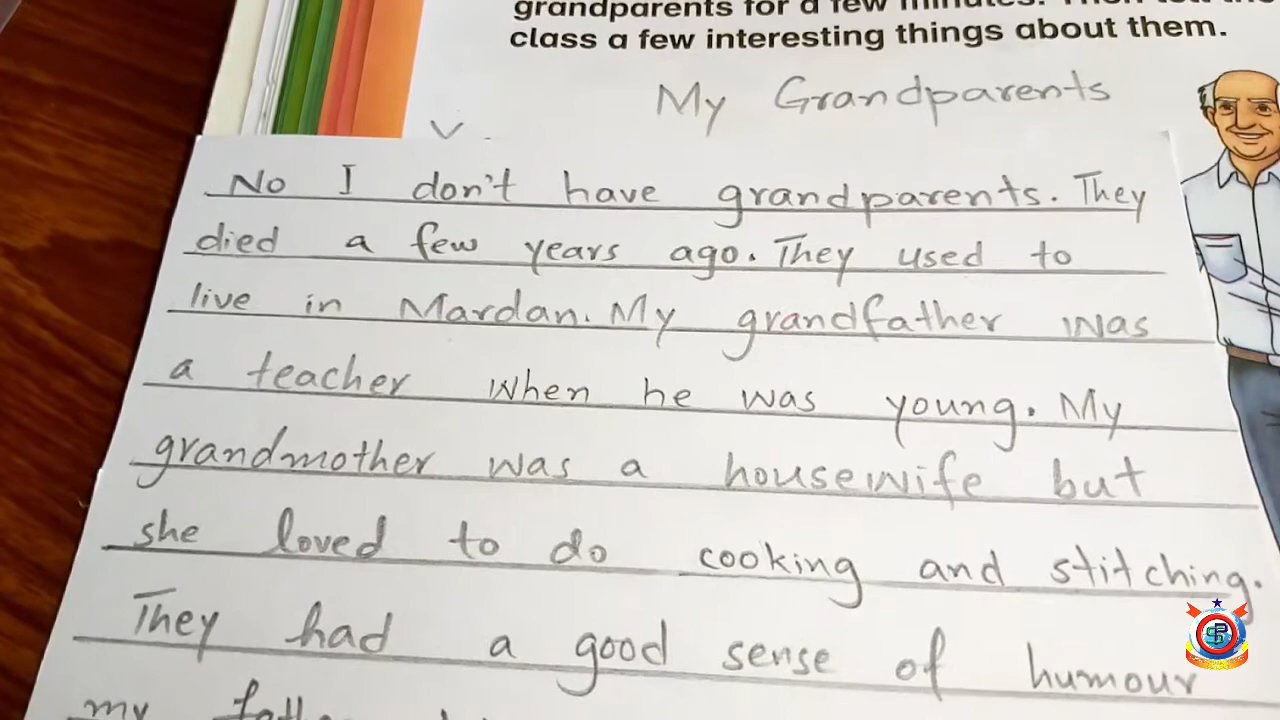 grandparents for a few minutes. Then tell the
class a few interesting things about them.
My Grandparents
No I don't have grandparents. They
died a few years ago. They used to
live in Mardan. My grandfather was
a teacher when he was young. My
grandmother was a housewife but
she loved to do cooking and stitching.
They had a good sense of humour
my